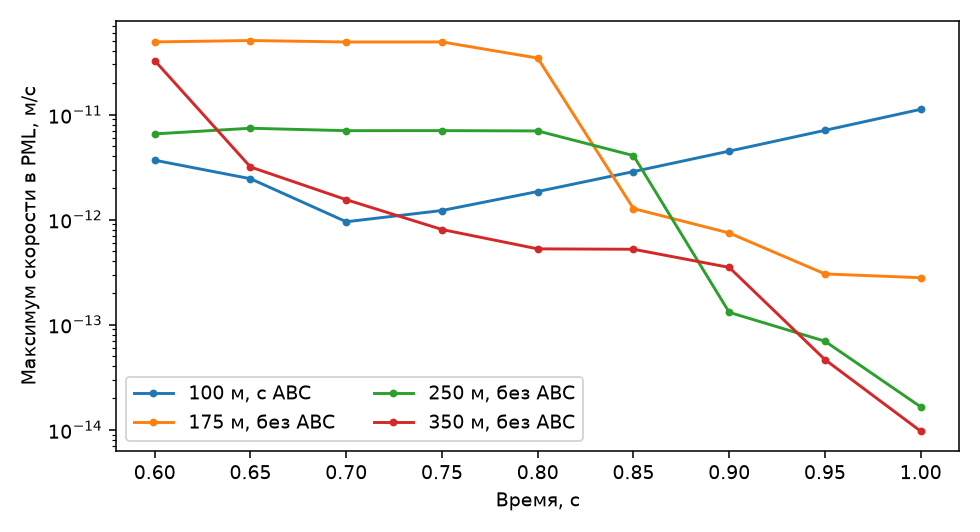 Максимум скорости в PML, м/с
10⁻¹¹
10⁻¹²
10⁻¹³
10⁻¹⁴
100 м, с ABC
250 м, без ABC
175 м, без ABC
350 м, без ABC
0.60 0.65 0.70 0.75 0.80 0.85 0.90 0.95 1.00
Время, с